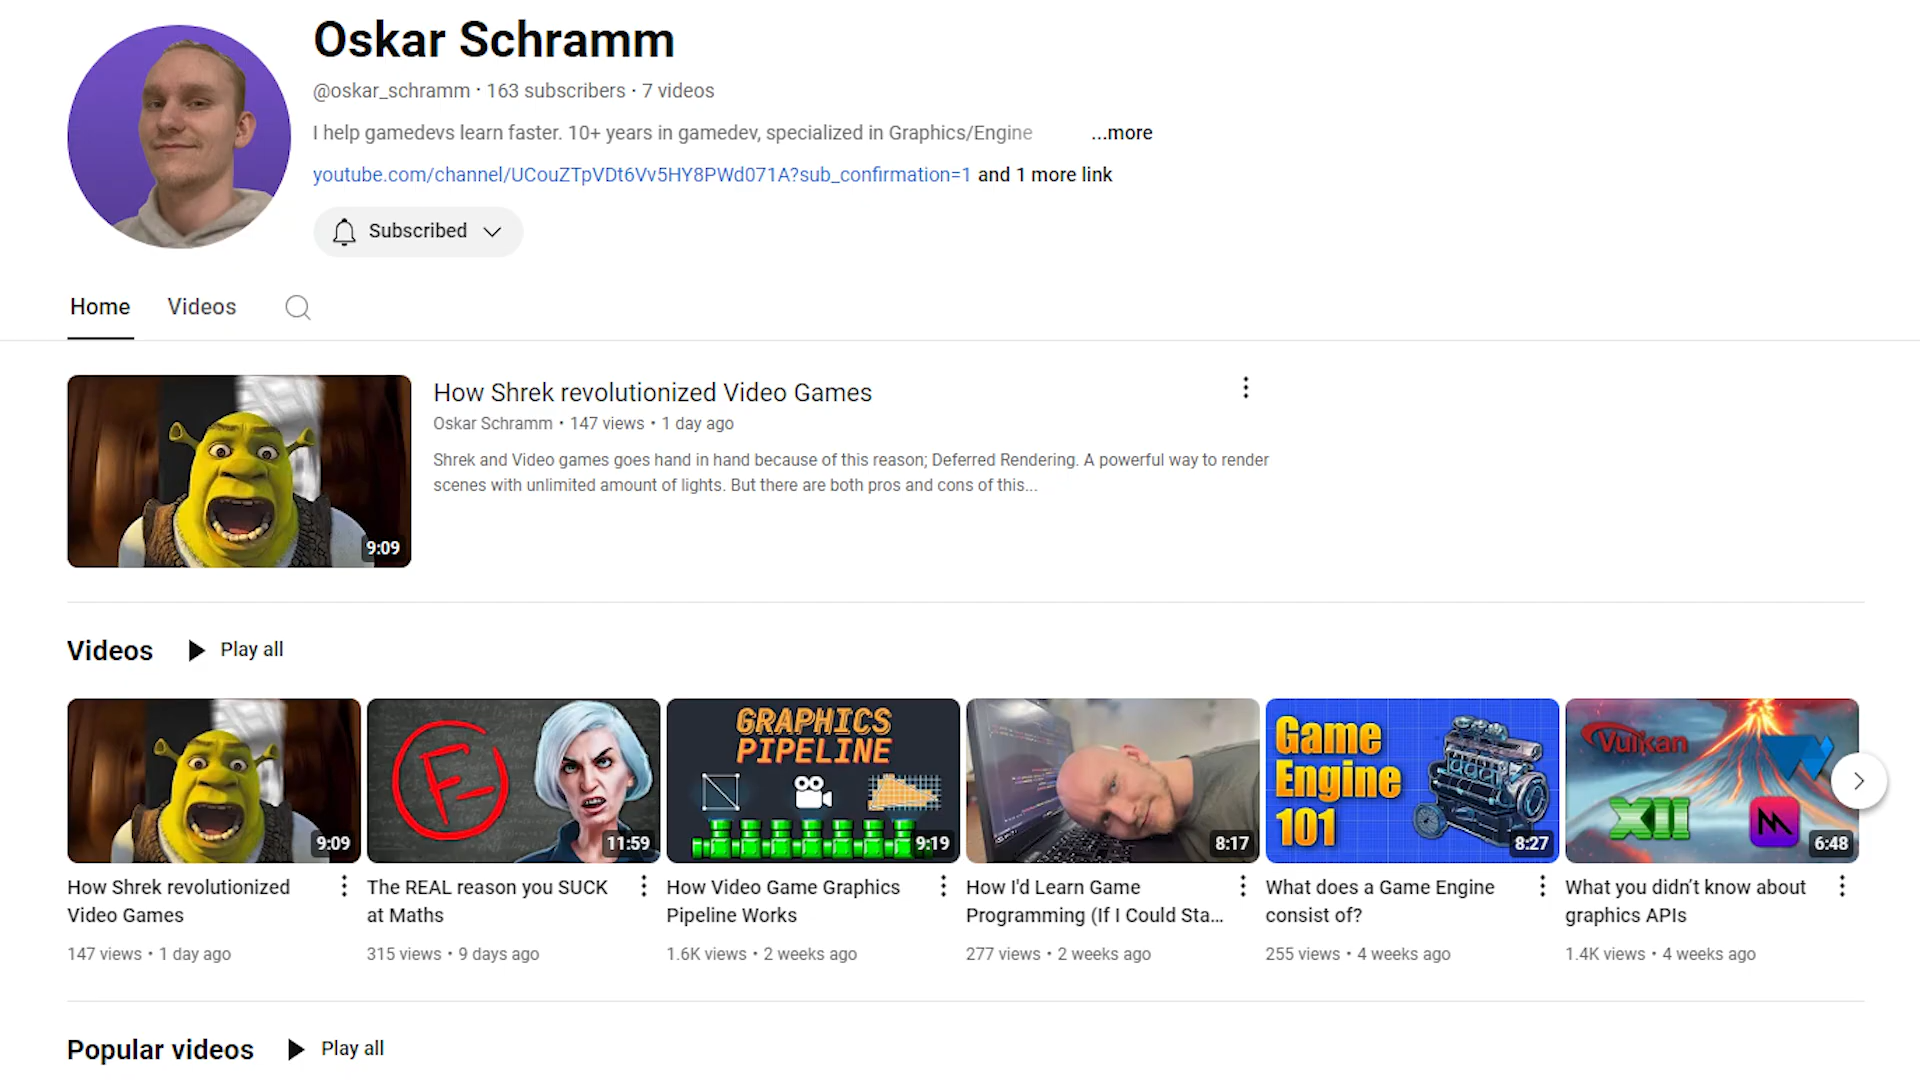 Oskar Schramm
@oskar_schramm · 163 subscribers · 7 videos
I help gamedevs learn faster. 10+ years in gamedev, specialized in Graphics/Engine ...more
youtube.com/channel/UCouZTpVDt6Vv5HY8PWd071A?sub_confirmation=1 and 1 more link
Subscribed
Home Videos
How Shrek revolutionized Video Games
Oskar Schramm • 147 views • 1 day ago
Shrek and Video games goes hand in hand because of this reason; Deferred Rendering. A powerful way to render
scenes with unlimited amount of lights. But there are both pros and cons of this...
9:09
Videos Play all
9:09
How Shrek revolutionized
Video Games
147 views • 1 day ago
F-
11:59
The REAL reason you SUCK
at Maths
315 views • 9 days ago
GRAPHICS
PIPELINE
9:19
How Video Game Graphics
Pipeline Works
1.6K views • 2 weeks ago
8:17
How I'd Learn Game
Programming (If I Could Sta...
277 views • 2 weeks ago
Game
Engine
101
8:27
What does a Game Engine
consist of?
255 views • 4 weeks ago
Vulkan
XII
6:48
What you didn't know about
graphics APIs
1.4K views • 4 weeks ago
Popular videos Play all